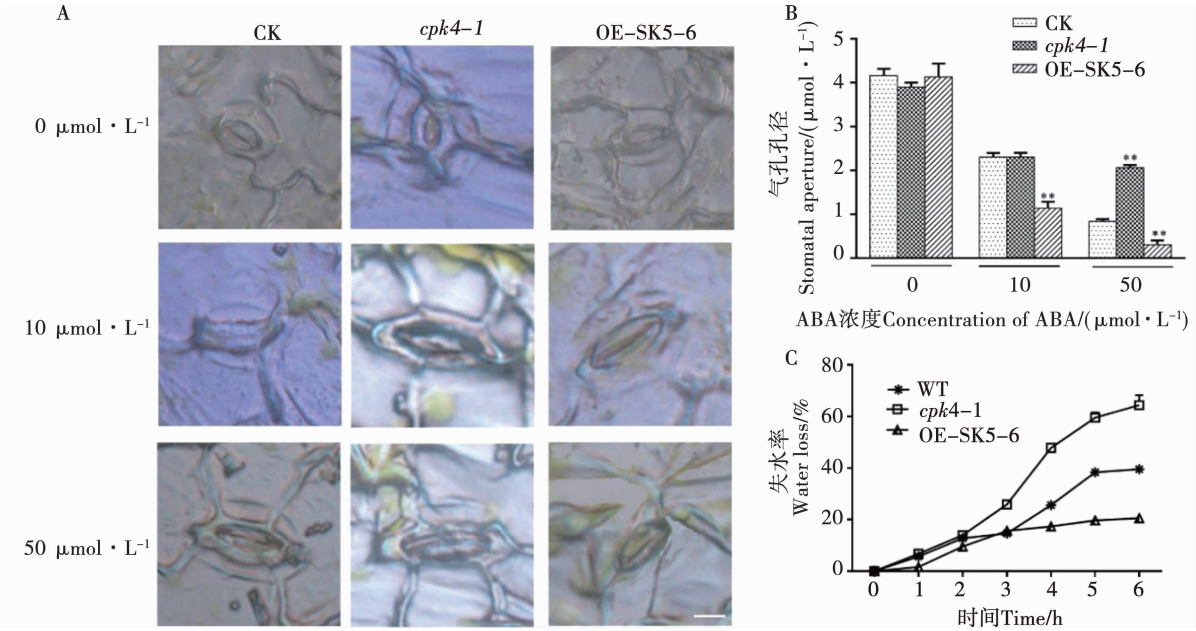 A
CK
cpk4-1
OE-SK5-6
0 μmol·L⁻¹
10 μmol·L⁻¹
50 μmol·L⁻¹
B
CK
cpk4-1
OE-SK5-6
气孔孔径
Stomatal aperture/(μmol·L⁻¹)
5
4
3
2
1
0
**
**
**
0 10 50
ABA浓度Concentration of ABA/(μmol·L⁻¹)
C
WT
cpk4-1
OE-SK5-6
失水率
Water loss/%
80
60
40
20
0
0 1 2 3 4 5 6
时间Time/h